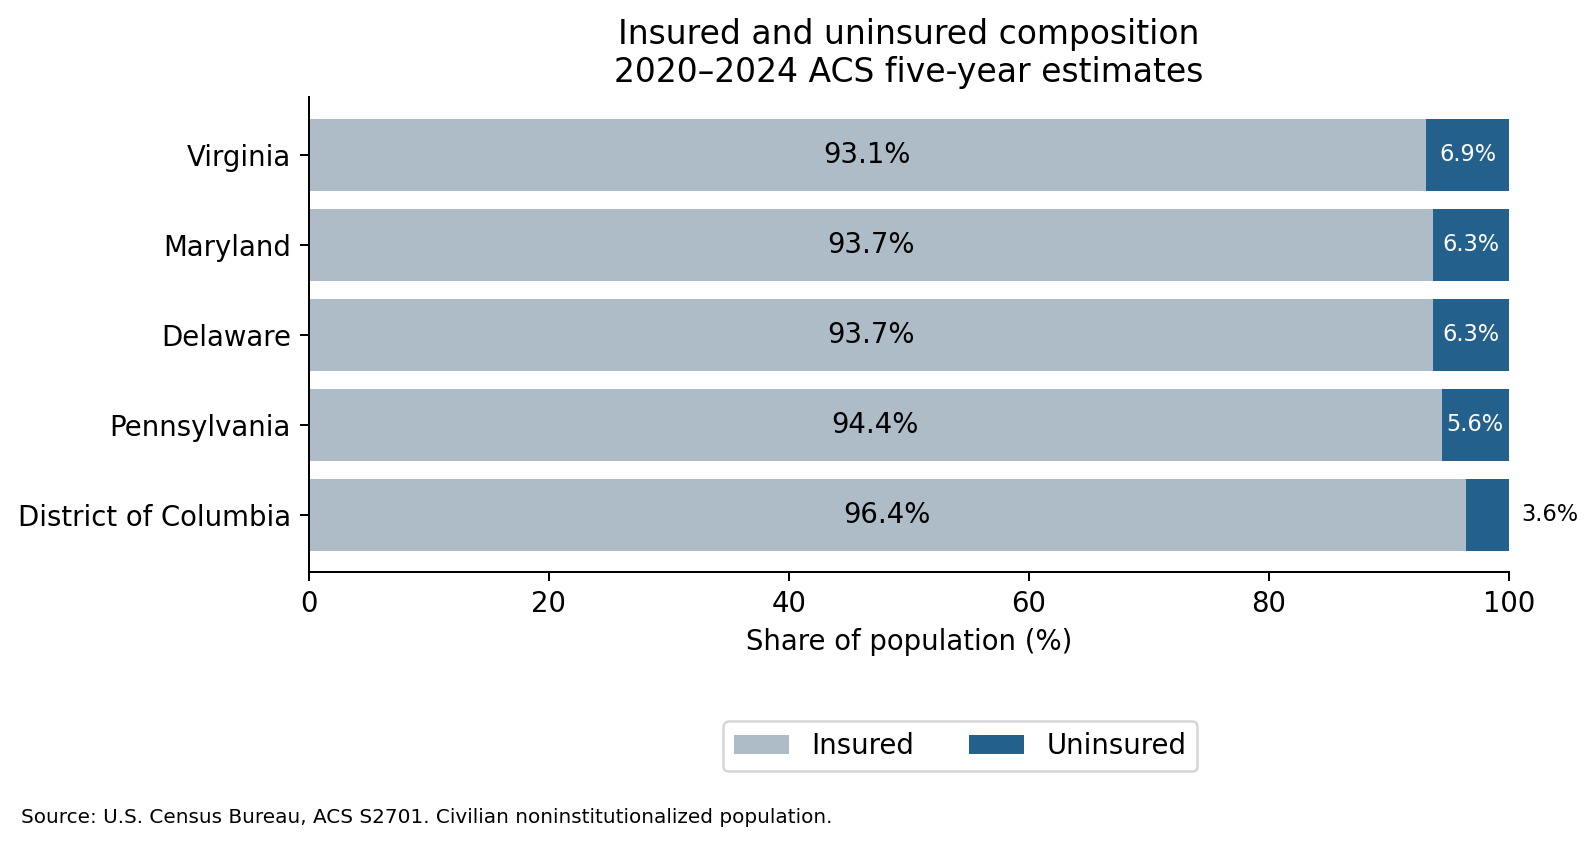 Insured and uninsured composition
2020–2024 ACS five-year estimates
Virginia 93.1% 6.9%
Maryland 93.7% 6.3%
Delaware 93.7% 6.3%
Pennsylvania 94.4% 5.6%
District of Columbia 96.4% 3.6%
0 20 40 60 80 100
Share of population (%)
Insured Uninsured
Source: U.S. Census Bureau, ACS S2701. Civilian noninstitutionalized population.